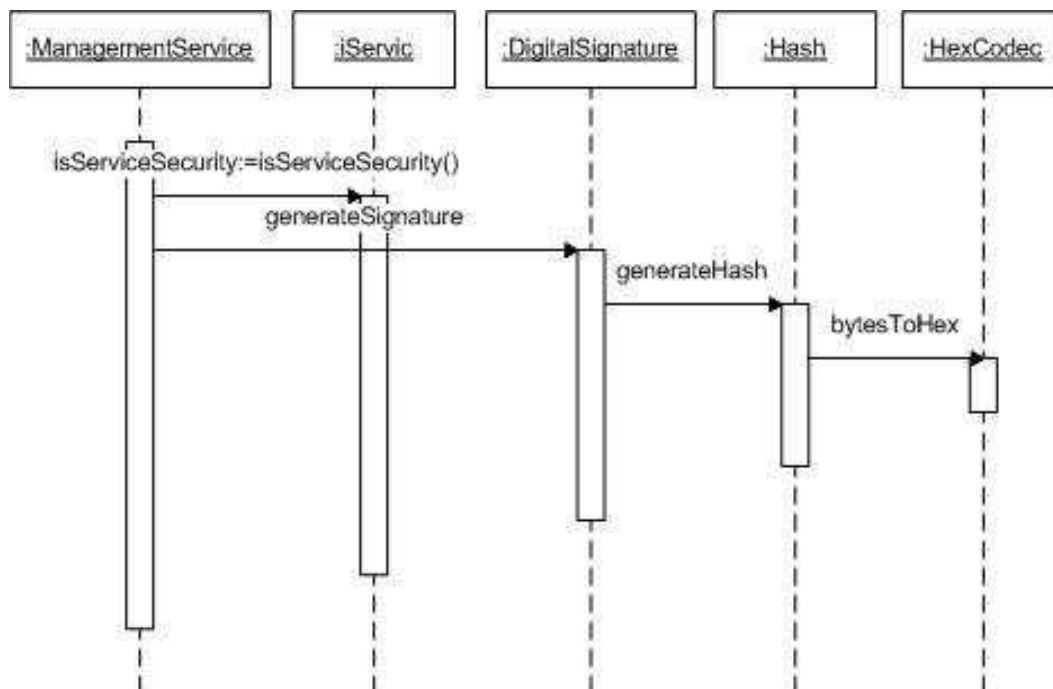 :ManagementService
:iServic
:DigitalSignature
:Hash
:HexCodec
isServiceSecurity:=isServiceSecurity()
generateSignature
generateHash
bytesToHex